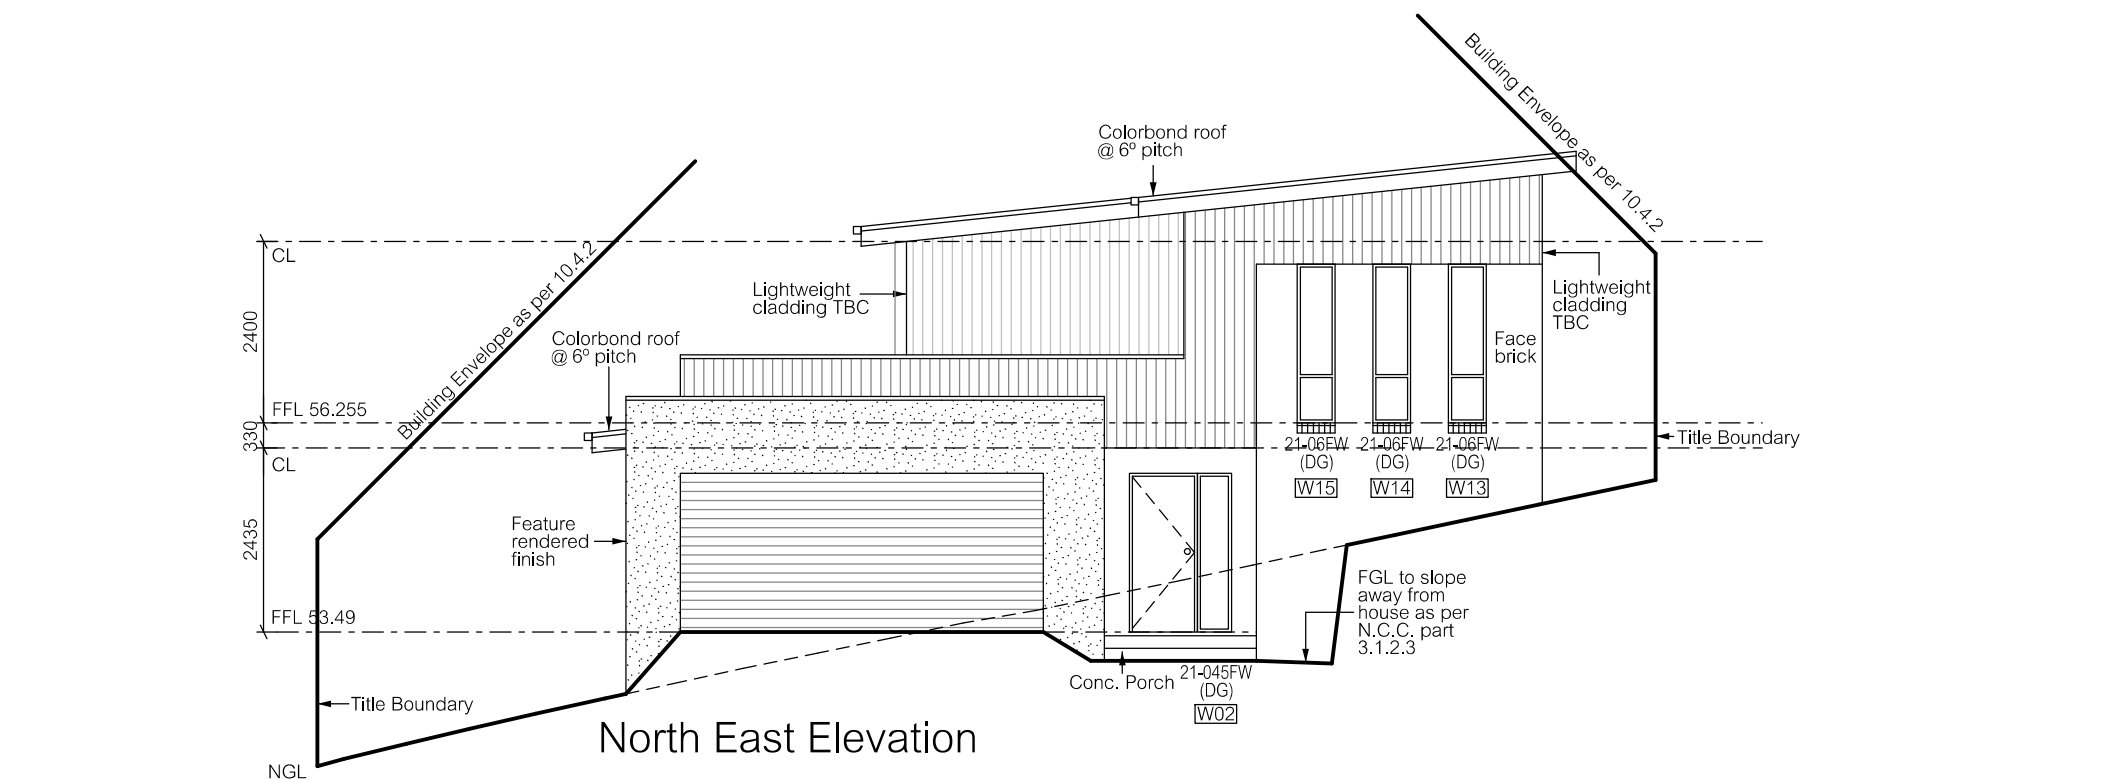 Building Envelope as per 10.4.2
Colorbond roof
@ 6º pitch
Building Envelope as per 10.4.2
CL
Lightweight
cladding TBC
Lightweight
cladding
TBC
2400
Colorbond roof
@ 6º pitch
Face
brick
FFL 56.255
330
CL
21-06FW
(DG)
W15
21-06FW
(DG)
W14
21-06FW
(DG)
W13
Title Boundary
2435
Feature
rendered
finish
FGL to slope
away from
house as per
N.C.C. part
3.1.2.3
FFL 53.49
Conc. Porch
21-045FW
(DG)
W02
Title Boundary
North East Elevation
NGL